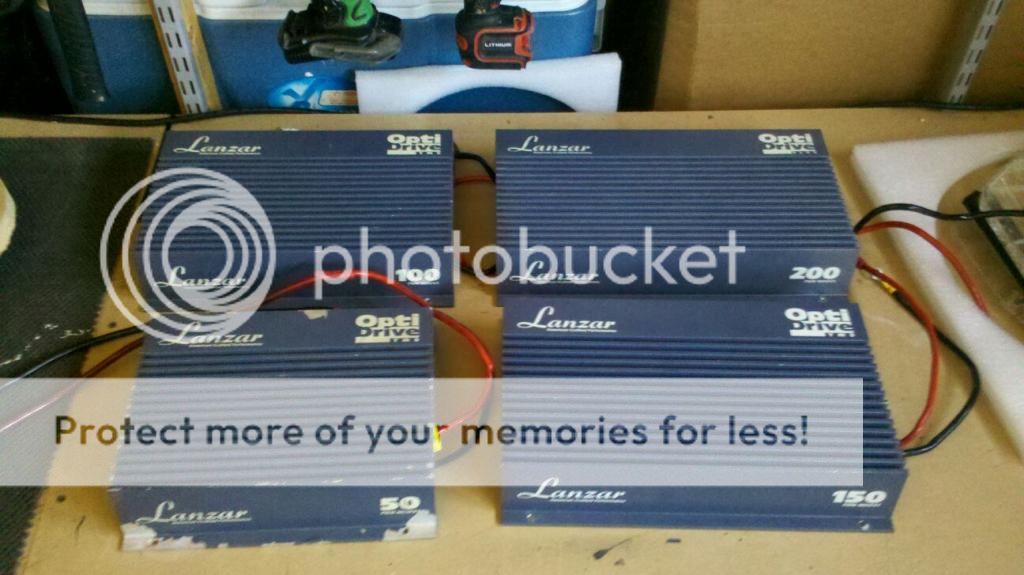 LITHIUM
Lanzar
Opti
Drive
Lanzar
Opti
Drive
Lanzar
100
Lanzar
200
photobucket
Lanzar
Opti
Drive
Lanzar
Opti
Drive
Protect more of your memories for less!
Lanzar
50
Lanzar
150